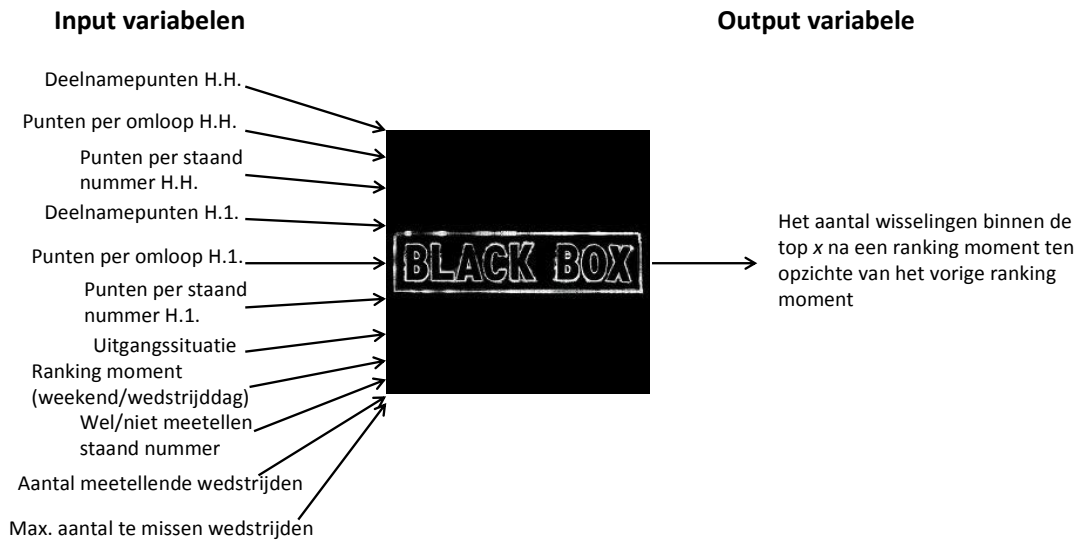 Input variabelen
Output variabele
Deelnamepunten H.H.
Punten per omloop H.H.
Punten per staand
nummer H.H.
Deelnamepunten H.1.
Punten per omloop H.1.
Punten per staand
nummer H.1.
Uitgangssituatie
Ranking moment
(weekend/wedstrijddag)
Wel/niet meetellen
staand nummer
Aantal meetellende wedstrijden
Max. aantal te missen wedstrijden
BLACK BOX
Het aantal wisselingen binnen de
top x na een ranking moment ten
opzichte van het vorige ranking
moment